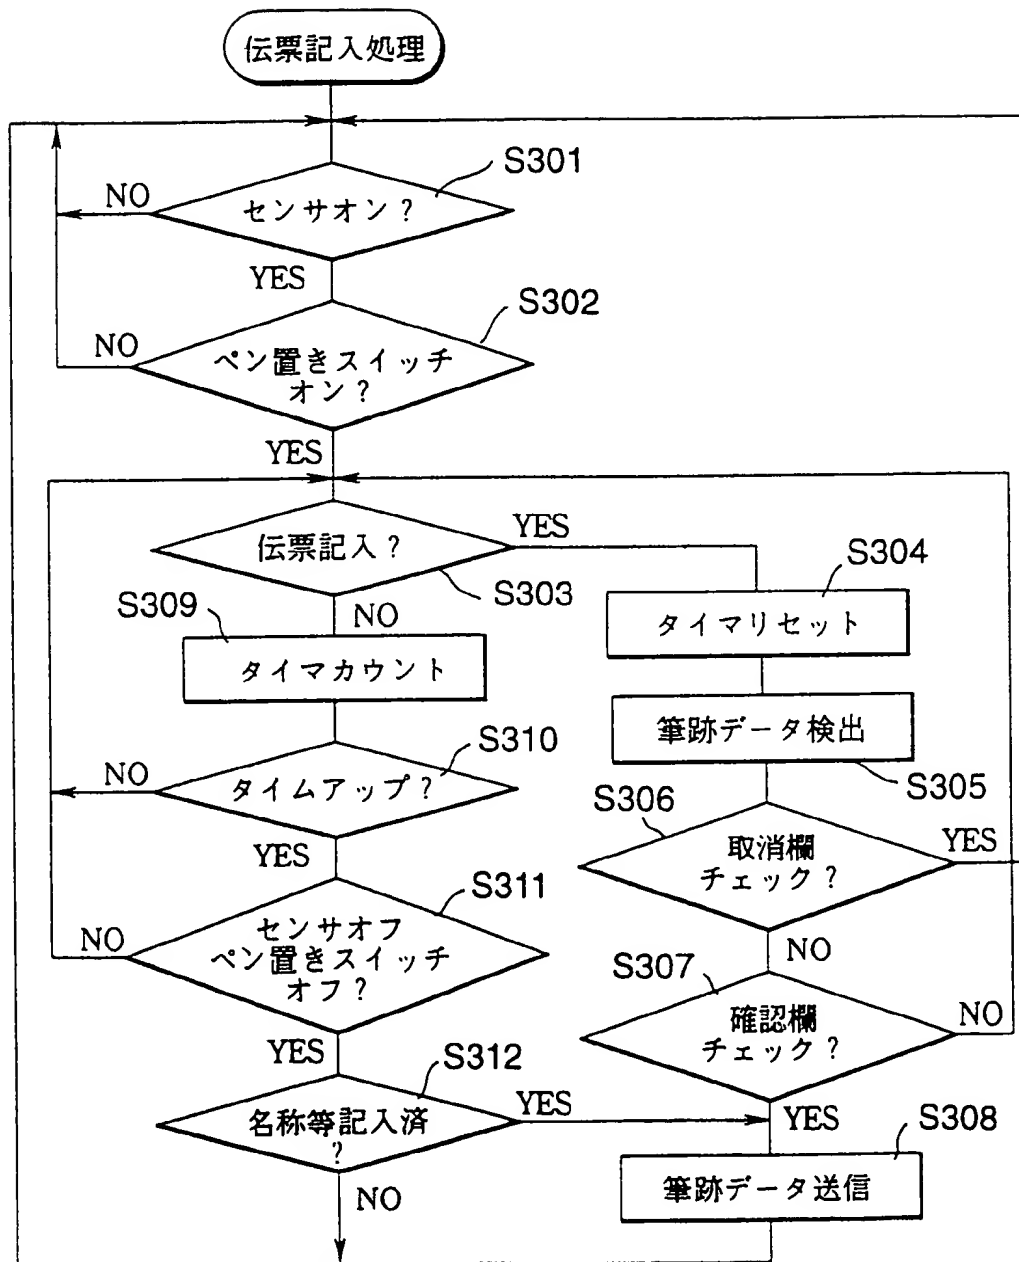 伝票記入処理
S301
NO
センサオン？
YES
S302
NO
ペン置きスイッチ
オン？
YES
伝票記入？
YES
S303
S304
タイマリセット
NO
S309
タイマカウント
筆跡データ検出
S305
S310
NO
タイムアップ？
YES
S306
取消欄
チェック？
YES
NO
S311
センサオフ
ペン置きスイッチ
オフ？
NO
YES
S307
確認欄
チェック？
NO
YES
S312
名称等記入済
？
YES
NO
S308
筆跡データ送信